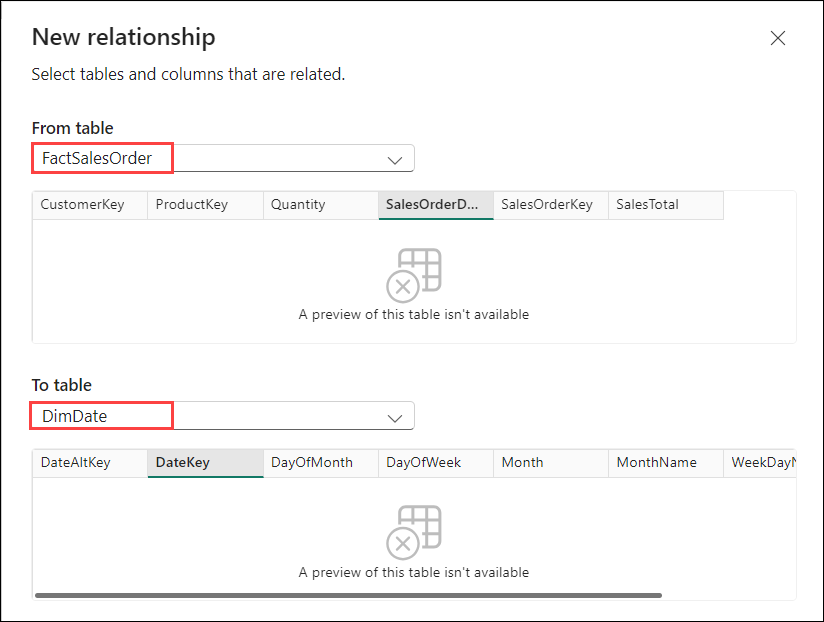 New relationship
Select tables and columns that are related.
From table
FactSalesOrder
CustomerKey ProductKey Quantity SalesOrderD... SalesOrderKey SalesTotal
A preview of this table isn't available
To table
DimDate
DateAltKey DateKey DayOfMonth DayOfWeek Month MonthName WeekDayN
A preview of this table isn't available